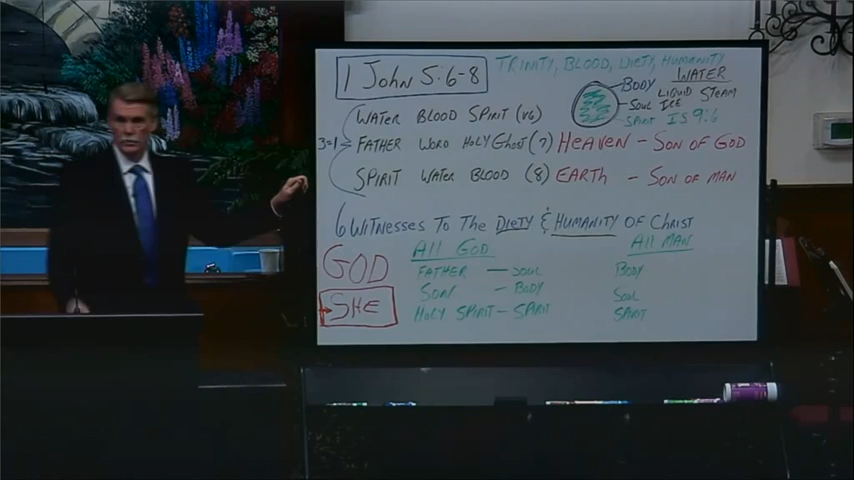 1 JOHN 5:6-8
TRINITY, BLOOD, DIETY, HUMANITY
BODY WATER
LIQUID STEAM
SOUL ICE
SPIRIT IS 9:6
WATER BLOOD SPIRIT (V6)
3=1 FATHER WORD HOLY GHOST (7) HEAVEN - SON OF GOD
SPIRIT WATER BLOOD (8) EARTH - SON OF MAN
6 WITNESSES TO THE DIETY & HUMANITY OF CHRIST
GOD
SHE
ALL GOD ALL MAN
FATHER - SOUL BODY
SON - BODY SOUL
HOLY SPIRIT - SPIRIT SPIRIT